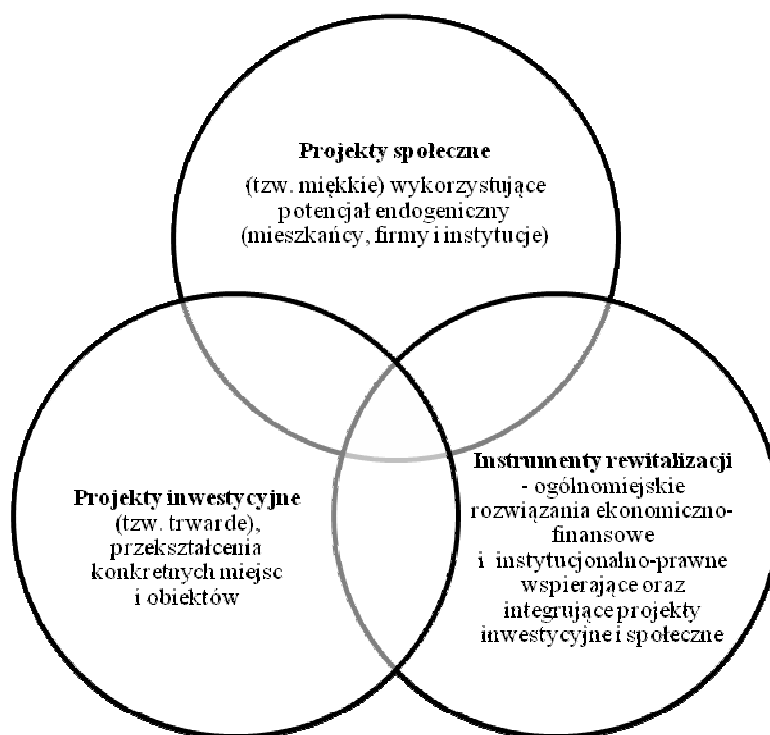 Projekty społeczne
(tzw. miękkie) wykorzystujące
potencjał endogeniczny
(mieszkańcy, firmy i instytucje)
Projekty inwestycyjne
(tzw. trwarde),
przekształcenia
konkretnych miejsc
i obiektów
Instrumenty rewitalizacji
- ogólnomiejskie
rozwiązania ekonomiczno-
finansowe
i instytucjonalno-prawne
wspierające oraz
integrujące projekty
inwestycyjne i społeczne